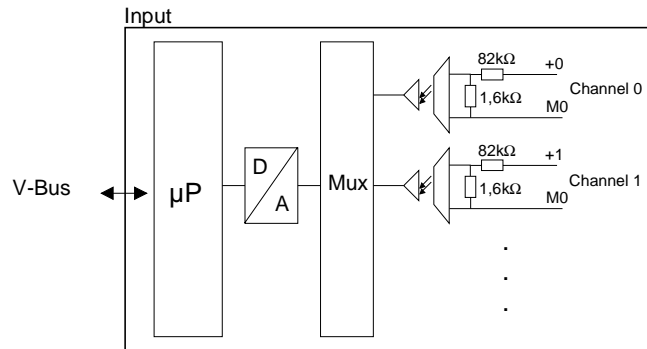 Input
82kΩ
+0
1,6kΩ
Channel 0
M0
82kΩ
+1
1,6kΩ
Channel 1
M0
V-Bus
µP
D
A
Mux